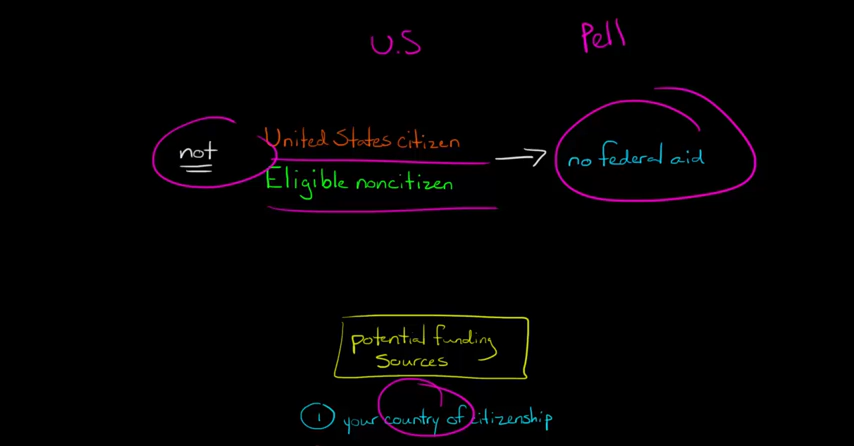 U.S
Pell
not
United States citizen
Eligible noncitizen
no federal aid
potential funding
sources
1 your country of citizenship